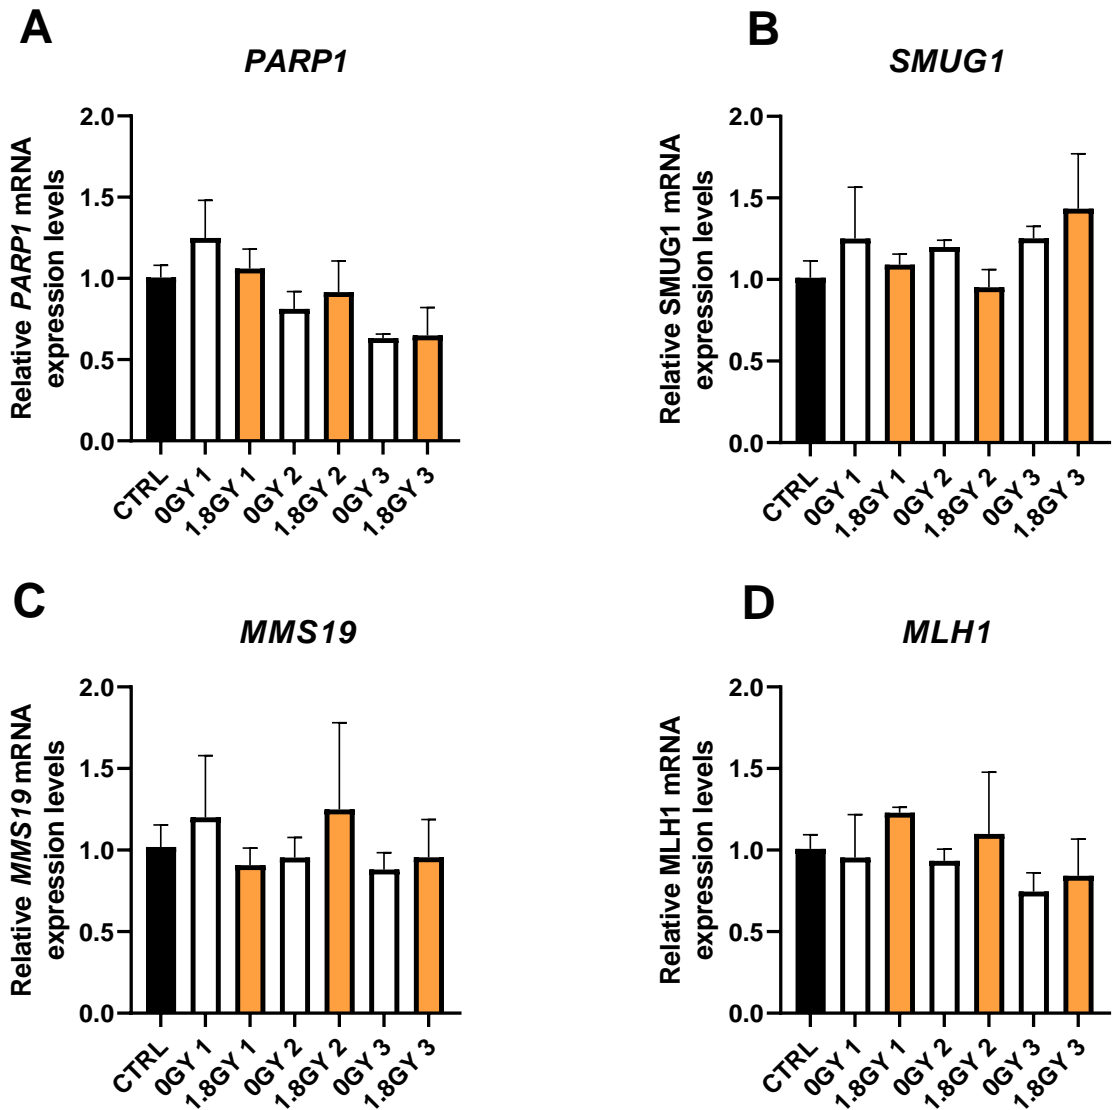 A
PARP1
Relative PARP1 mRNA
expression levels
2.0
1.5
1.0
0.5
0.0
CTRL
0GY 1
1.8GY 1
0GY 2
1.8GY 2
0GY 3
1.8GY 3
B
SMUG1
Relative SMUG1 mRNA
expression levels
2.0
1.5
1.0
0.5
0.0
CTRL
0GY 1
1.8GY 1
0GY 2
1.8GY 2
0GY 3
1.8GY 3
C
MMS19
Relative MMS19 mRNA
expression levels
2.0
1.5
1.0
0.5
0.0
CTRL
0GY 1
1.8GY 1
0GY 2
1.8GY 2
0GY 3
1.8GY 3
D
MLH1
Relative MLH1 mRNA
expression levels
2.0
1.5
1.0
0.5
0.0
CTRL
0GY 1
1.8GY 1
0GY 2
1.8GY 2
0GY 3
1.8GY 3